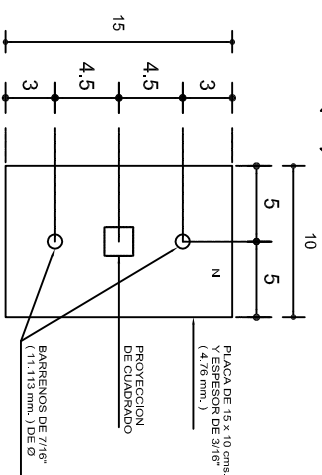 15
3
4.5
4.5
3
10
5
5
N
PLACA DE 15 x 10 cms.
Y ESPESOR DE 3/16"
( 4.76 mm. )
PROYECCION
DE CUADRADO
BARRENOS DE 7/16"
( 11.113 mm. ) DE Ø